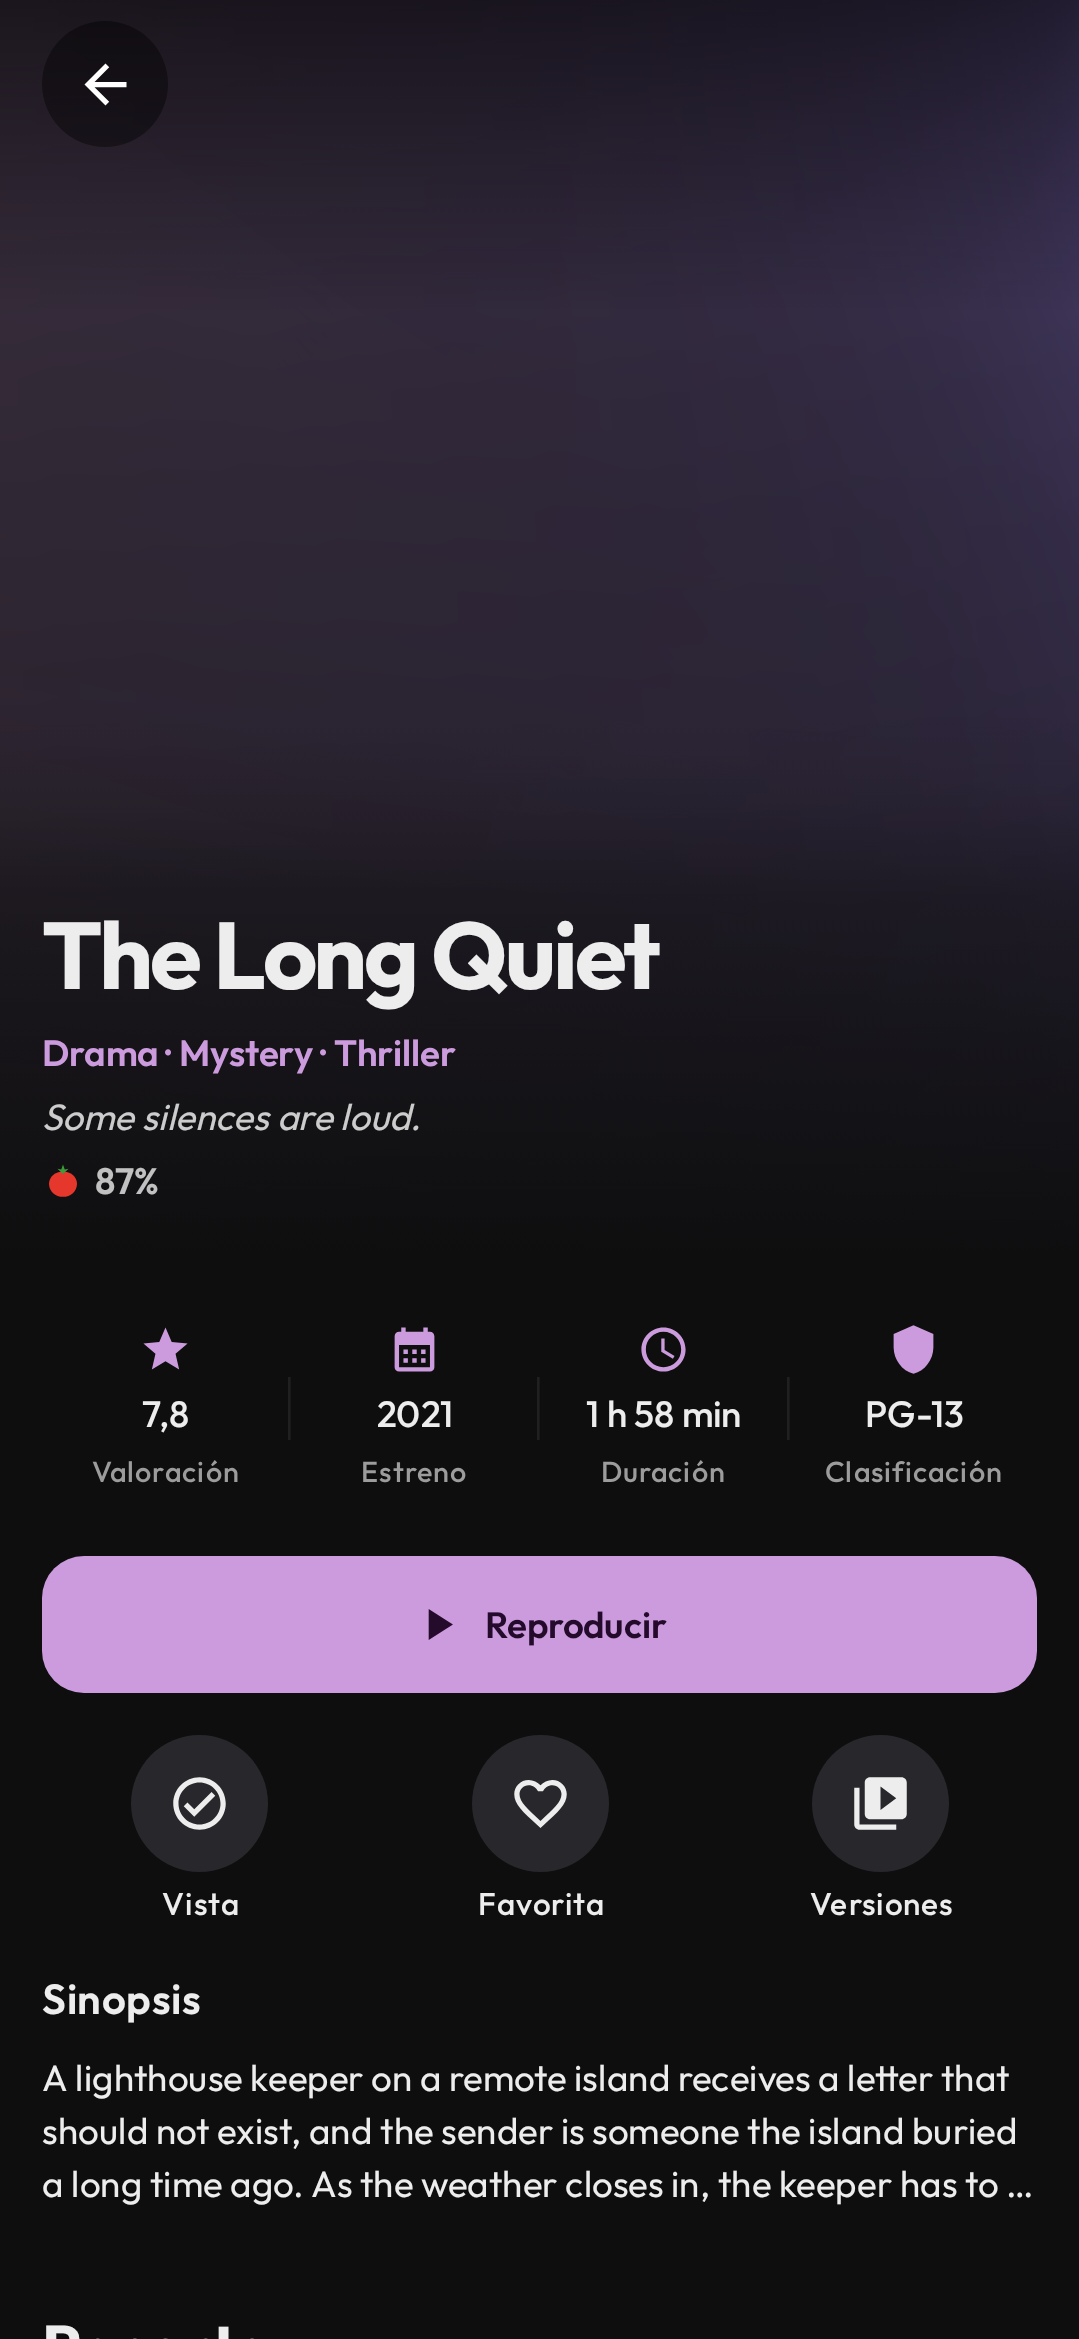 The Long Quiet
Drama · Mystery · Thriller
Some silences are loud.
87%
7,8
Valoración
2021
Estreno
1 h 58 min
Duración
PG-13
Clasificación
Reproducir
Vista
Favorita
Versiones
Sinopsis
A lighthouse keeper on a remote island receives a letter that
should not exist, and the sender is someone the island buried
a long time ago. As the weather closes in, the keeper has to ...